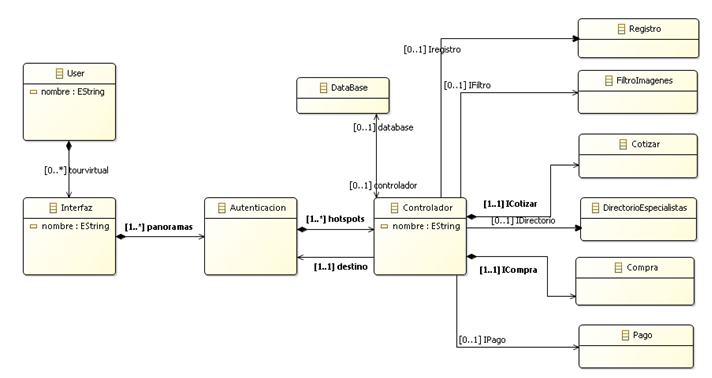 Registro
[0..1] Iregistro
User
nombre : EString
DataBase
[0..1] IFiltro
FiltroImagenes
[0..1] database
Cotizar
[0..*] tourvirtual
[0..1] controlador
Interfaz
nombre : EString
[1..*] panoramas
Autenticacion
[1..*] hotspots
Controlador
nombre : EString
[1..1] ICotizar
[0..1] IDirectorio
DirectorioEspecialistas
[1..1] destino
[1..1] ICompra
Compra
[0..1] IPago
Pago